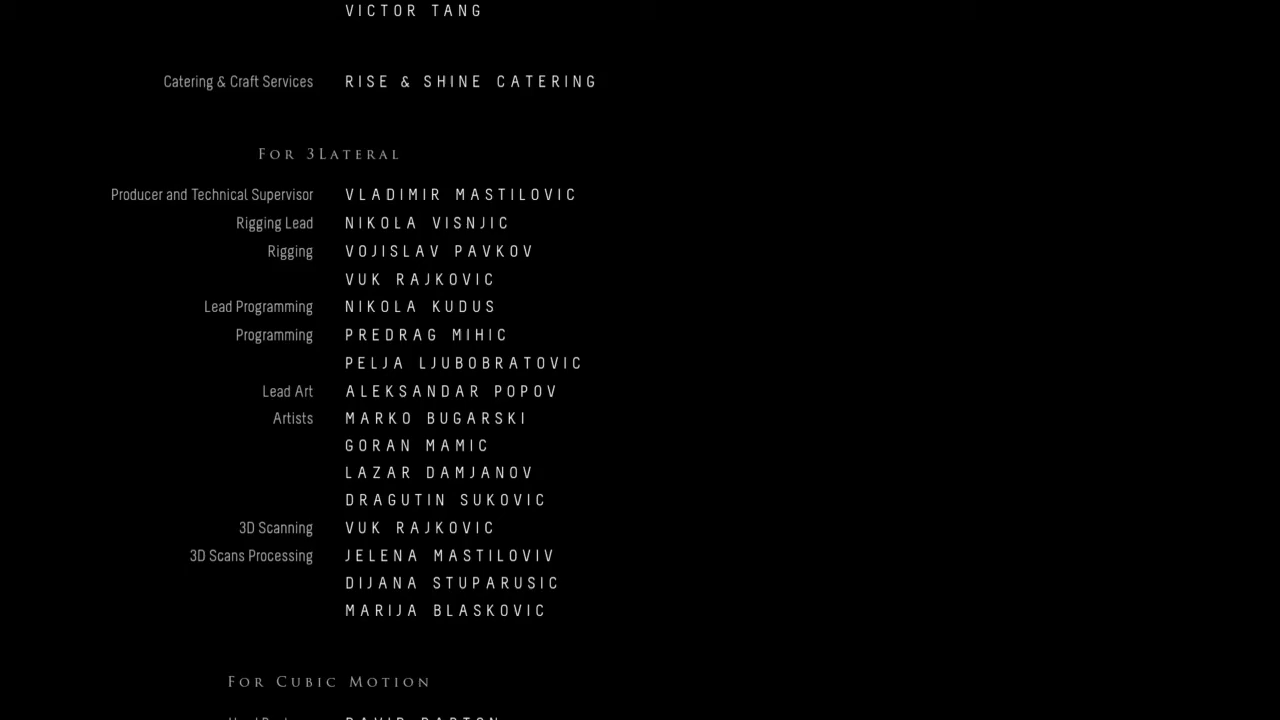 VICTOR TANG
Catering & Craft Services RISE & SHINE CATERING
FOR 3LATERAL
Producer and Technical Supervisor VLADIMIR MASTILOVIC
Rigging Lead NIKOLA VISNJIC
Rigging VOJISLAV PAVKOV
VUK RAJKOVIC
Lead Programming NIKOLA KUDUS
Programming PREDRAG MIHIC
PELJA LJUBOBRATOVIC
Lead Art ALEKSANDAR POPOV
Artists MARKO BUGARSKI
GORAN MAMIC
LAZAR DAMJANOV
DRAGUTIN SUKOVIC
3D Scanning VUK RAJKOVIC
3D Scans Processing JELENA MASTILOVIV
DIJANA STUPARUSIC
MARIJA BLASKOVIC
FOR CUBIC MOTION